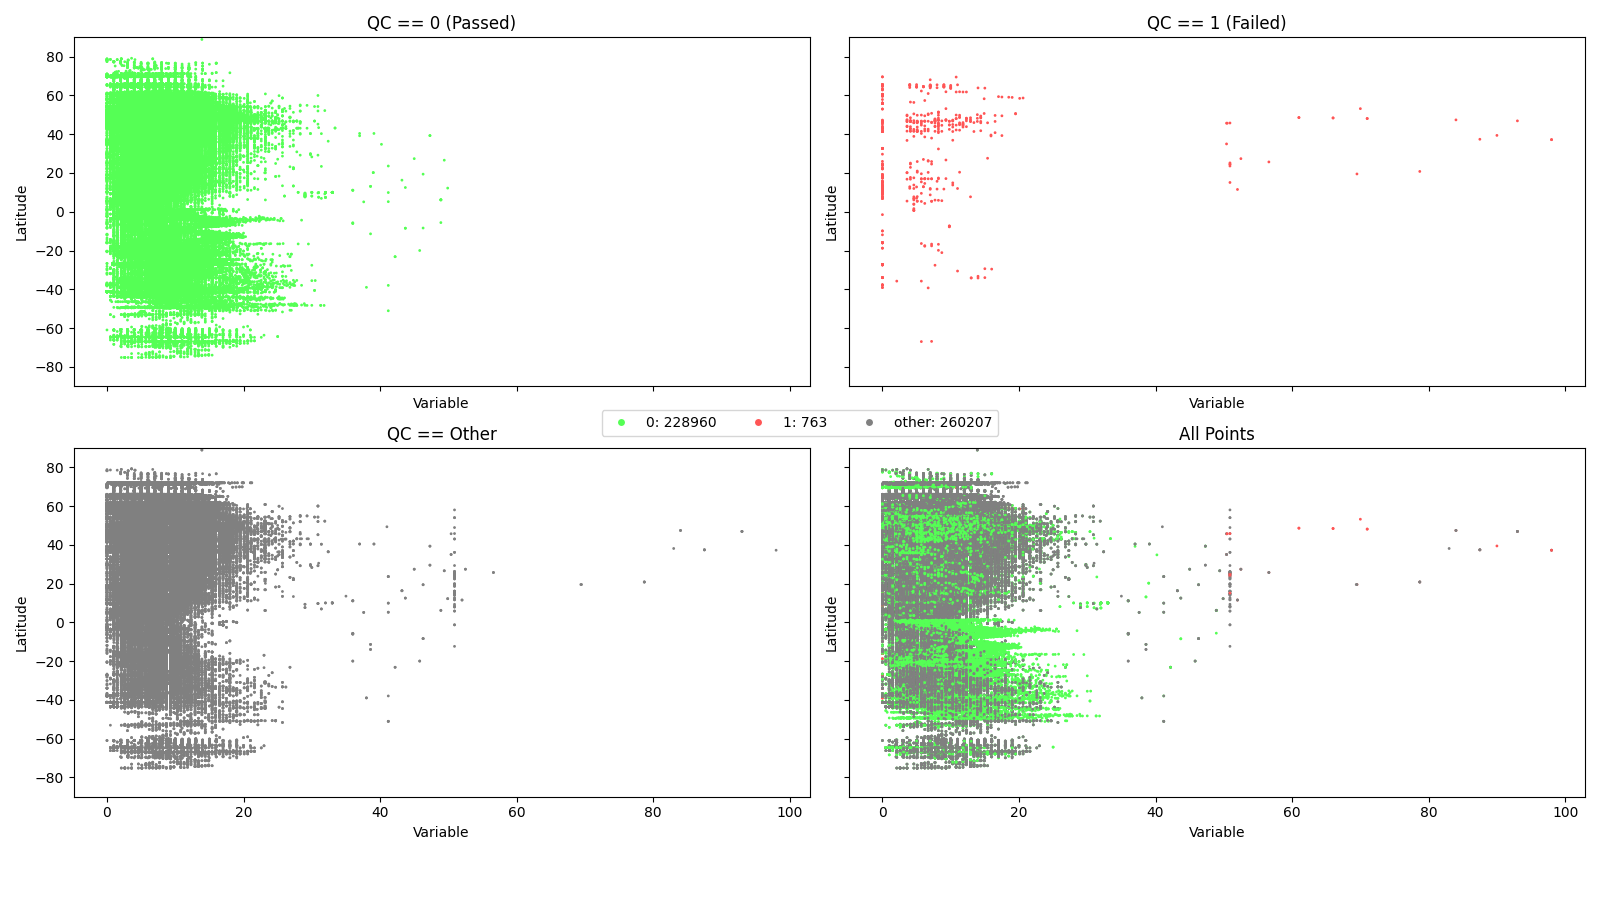 QC == 0 (Passed)
QC == 1 (Failed)
80
60
40
20
0
−20
−40
−60
−80
Latitude
Latitude
Variable
Variable
0: 228960
1: 763
other: 260207
QC == Other
All Points
80
60
40
20
0
−20
−40
−60
−80
Latitude
Latitude
0
20
40
60
80
100
0
20
40
60
80
100
Variable
Variable